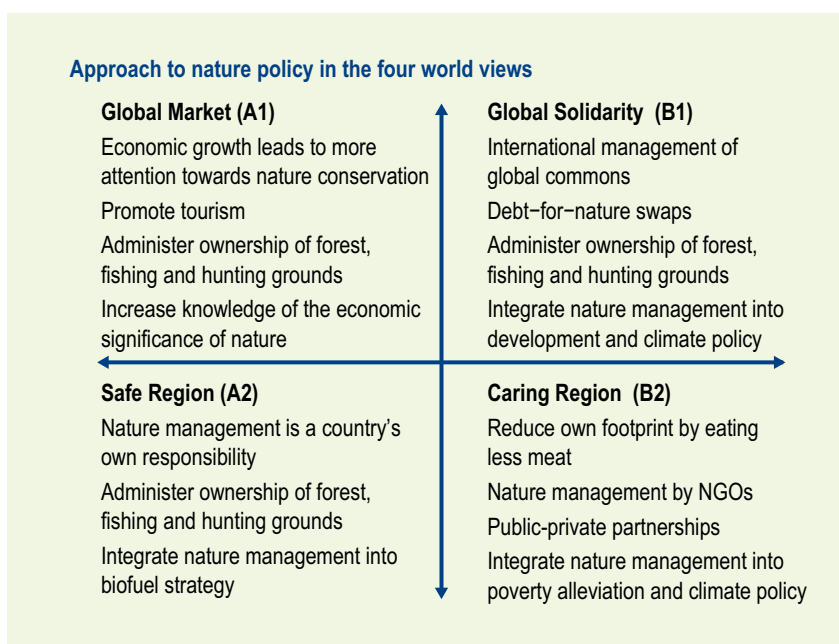 Approach to nature policy in the four world views
Global Market (A1)
Economic growth leads to more
attention towards nature conservation
Promote tourism
Administer ownership of forest,
fishing and hunting grounds
Increase knowledge of the economic
significance of nature
Global Solidarity (B1)
International management of
global commons
Debt−for−nature swaps
Administer ownership of forest,
fishing and hunting grounds
Integrate nature management into
development and climate policy
Safe Region (A2)
Nature management is a country's
own responsibility
Administer ownership of forest,
fishing and hunting grounds
Integrate nature management into
biofuel strategy
Caring Region (B2)
Reduce own footprint by eating
less meat
Nature management by NGOs
Public-private partnerships
Integrate nature management into
poverty alleviation and climate policy